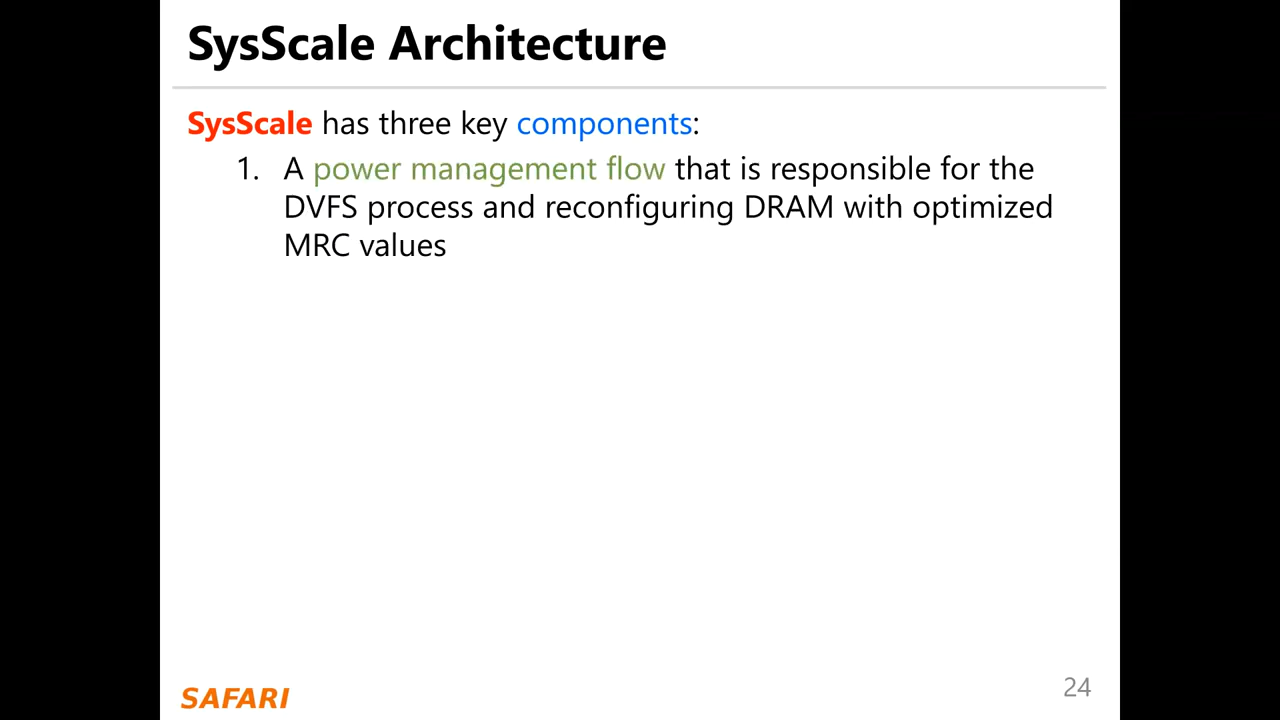 SysScale Architecture
SysScale has three key components:
1. A power management flow that is responsible for the
DVFS process and reconfiguring DRAM with optimized
MRC values
SAFARI
24